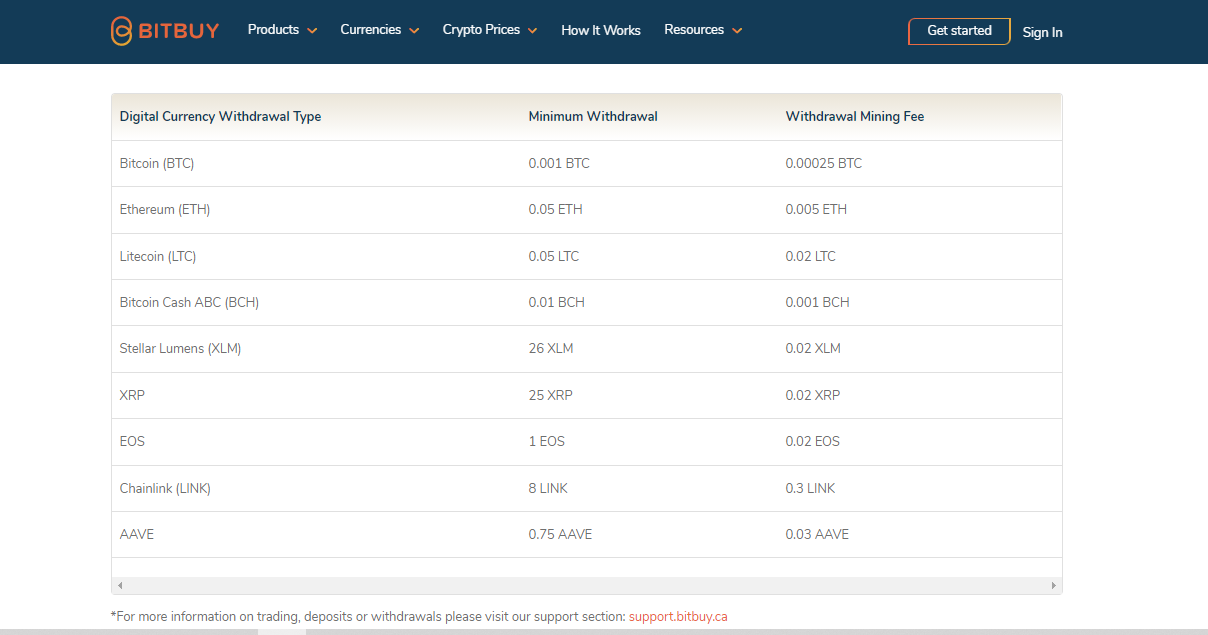 BITBUY Products Currencies Crypto Prices How It Works Resources Get started Sign In
Digital Currency Withdrawal Type Minimum Withdrawal Withdrawal Mining Fee
Bitcoin (BTC) 0.001 BTC 0.00025 BTC
Ethereum (ETH) 0.05 ETH 0.005 ETH
Litecoin (LTC) 0.05 LTC 0.02 LTC
Bitcoin Cash ABC (BCH) 0.01 BCH 0.001 BCH
Stellar Lumens (XLM) 26 XLM 0.02 XLM
XRP 25 XRP 0.02 XRP
EOS 1 EOS 0.02 EOS
Chainlink (LINK) 8 LINK 0.3 LINK
AAVE 0.75 AAVE 0.03 AAVE
*For more information on trading, deposits or withdrawals please visit our support section: support.bitbuy.ca